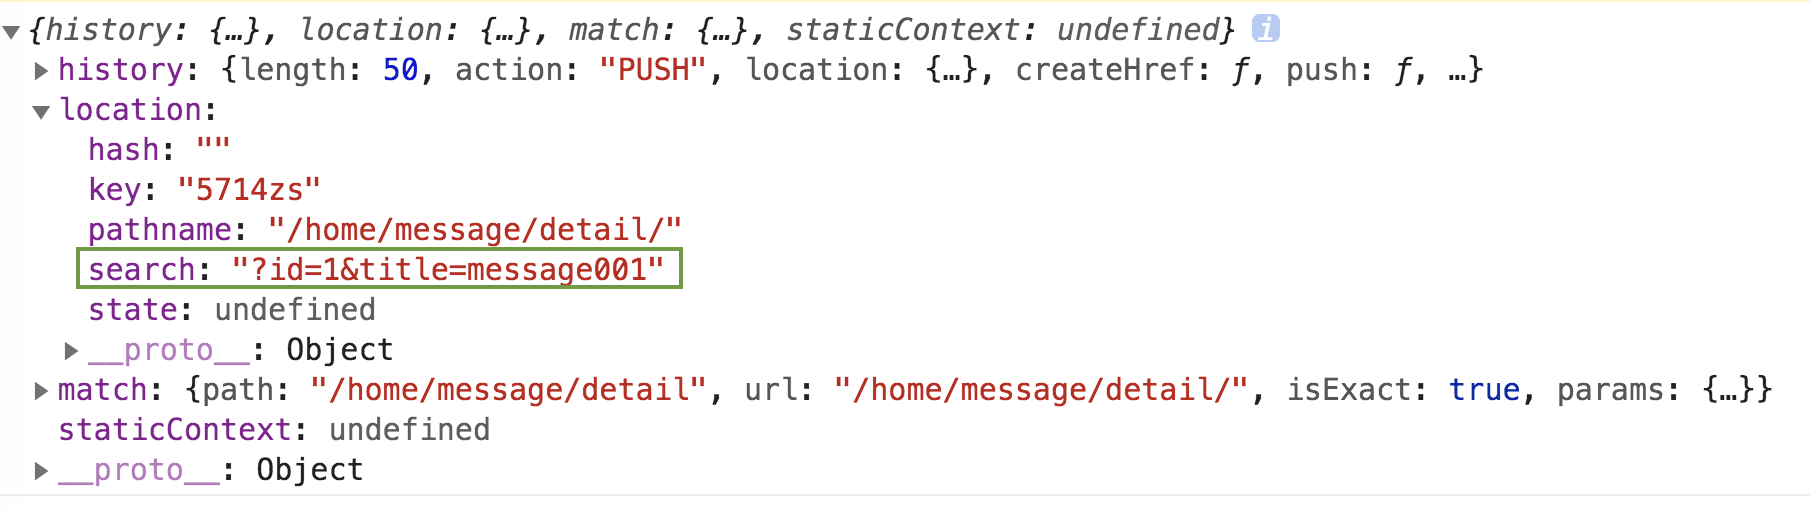 ▼{history: {…}, location: {…}, match: {…}, staticContext: undefined} i
▶history: {length: 50, action: "PUSH", location: {…}, createHref: ƒ, push: ƒ, …}
▼location:
hash: ""
key: "5714zs"
pathname: "/home/message/detail/"
search: "?id=1&title=message001"
state: undefined
▶__proto__: Object
▶match: {path: "/home/message/detail", url: "/home/message/detail/", isExact: true, params: {…}}
staticContext: undefined
▶__proto__: Object